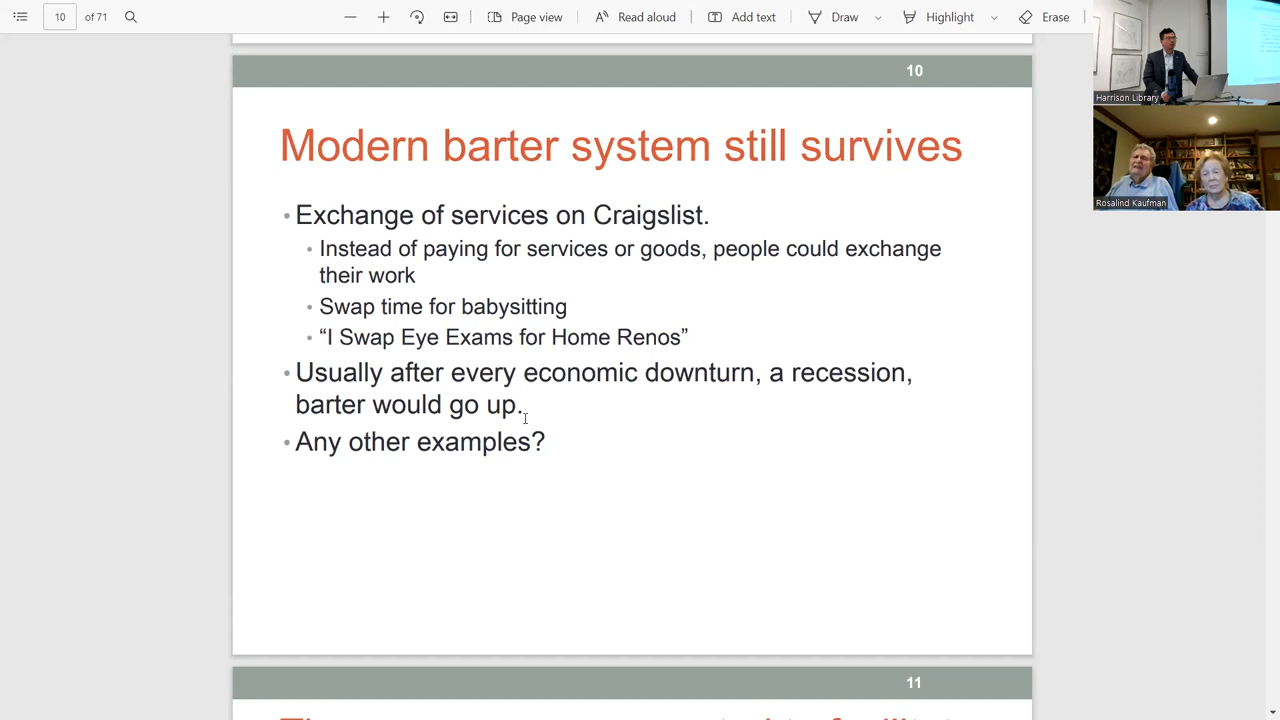 10 of 71
Page view
Read aloud
Add text
Draw
Highlight
Erase
10
Modern barter system still survives
• Exchange of services on Craigslist.
• Instead of paying for services or goods, people could exchange
their work
• Swap time for babysitting
• “I Swap Eye Exams for Home Renos”
• Usually after every economic downturn, a recession,
barter would go up.
• Any other examples?
11
Harrison Library
Rosalind Kaufman